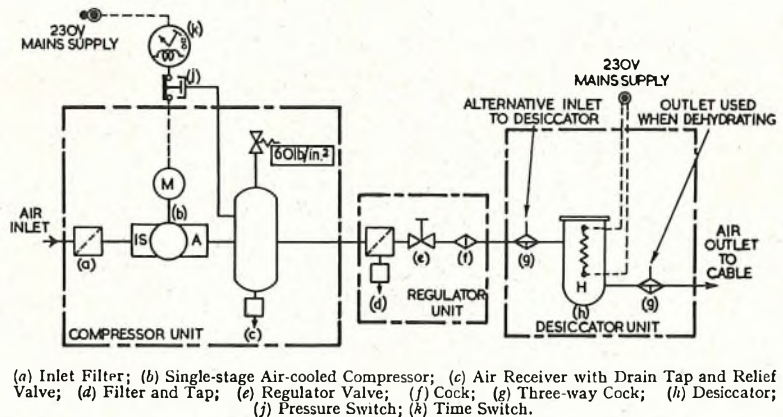 230V
MAINS SUPPLY
(k)
(j)
230V
MAINS SUPPLY
ALTERNATIVE INLET
TO DESICCATOR
OUTLET USED
WHEN DEHYDRATING
60lb/in.²
M
(b)
AIR
INLET
IS
A
(a)
(c)
COMPRESSOR UNIT
(d)
(e)
(f)
REGULATOR
UNIT
(g)
H
(h)
(g)
AIR
OUTLET
TO
CABLE
DESICCATOR UNIT
(a) Inlet Filter; (b) Single-stage Air-cooled Compressor; (c) Air Receiver with Drain Tap and Relief
Valve; (d) Filter and Tap; (e) Regulator Valve; (f) Cock; (g) Three-way Cock; (h) Desiccator,
(j) Pressure Switch; (k) Time Switch.